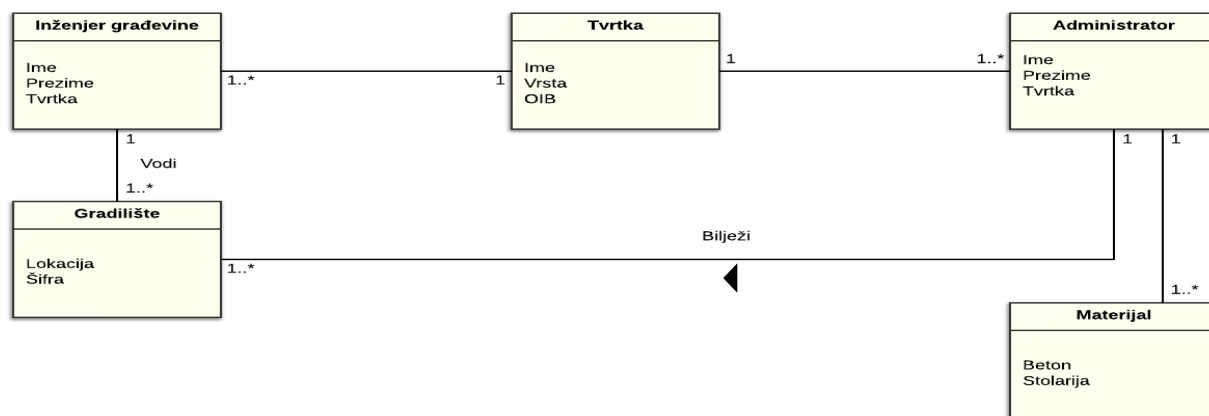 Inženjer građevine
Ime
Prezime
Tvrtka
1..*
1
Tvrtka
Ime
Vrsta
OIB
1
1..*
Administrator
Ime
Prezime
Tvrtka
1
Vodi
1..*
1
1
Gradilište
Lokacija
Šifra
1..*
Bilježi
1..*
Materijal
Beton
Stolarija